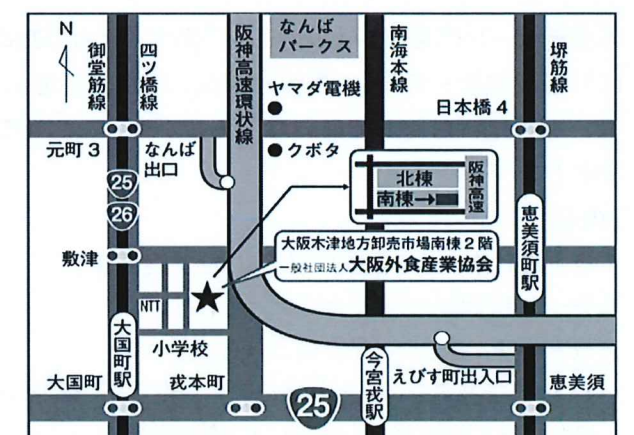 N
御堂筋線
四ツ橋線
阪神高速環状線
なんば
パークス
南海本線
堺筋線
ヤマダ電機
日本橋4
元町3
なんば
出口
クボタ
25
26
北棟
南棟→
阪神高速
恵美須町駅
敷津
大阪木津地方卸売市場南棟2階
一般社団法人大阪外食産業協会
NTT
大国町駅
小学校
今宮戎駅
えびす町出入口
大国町
戎本町
25
恵美須